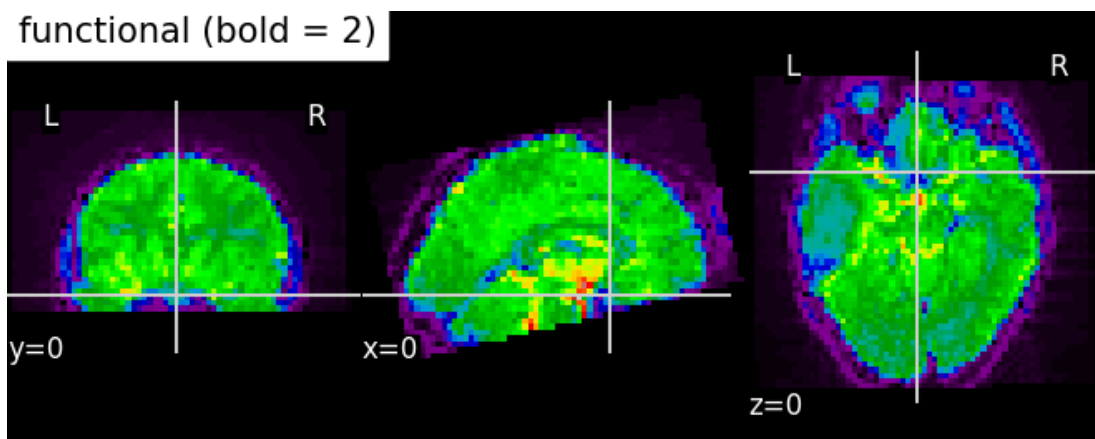 functional (bold = 2)
L R
L R
y=0
x=0
z=0